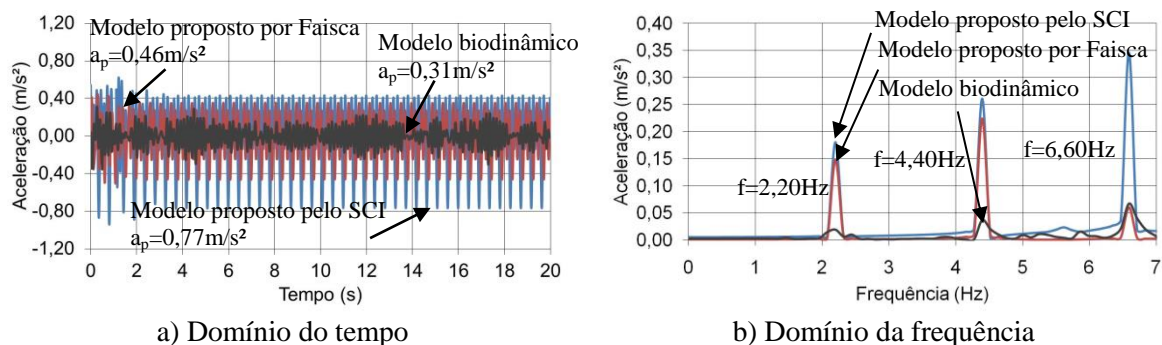 1,20
0,80
0,40
0,00
-0,40
-0,80
-1,20
Aceleração (m/s²)
Modelo proposto por Faisca
a_p=0,46m/s²
Modelo biodinâmico
a_p=0,31m/s²
Modelo proposto pelo SCI
a_p=0,77m/s²
0 2 4 6 8 10 12 14 16 18 20
Tempo (s)
a) Domínio do tempo
0,40
0,35
0,30
0,25
0,20
0,15
0,10
0,05
0,00
Aceleração (m/s²)
Modelo proposto pelo SCI
Modelo proposto por Faisca
Modelo biodinâmico
f=2,20Hz
f=4,40Hz
f=6,60Hz
0 1 2 3 4 5 6 7
Frequência (Hz)
b) Domínio da frequência